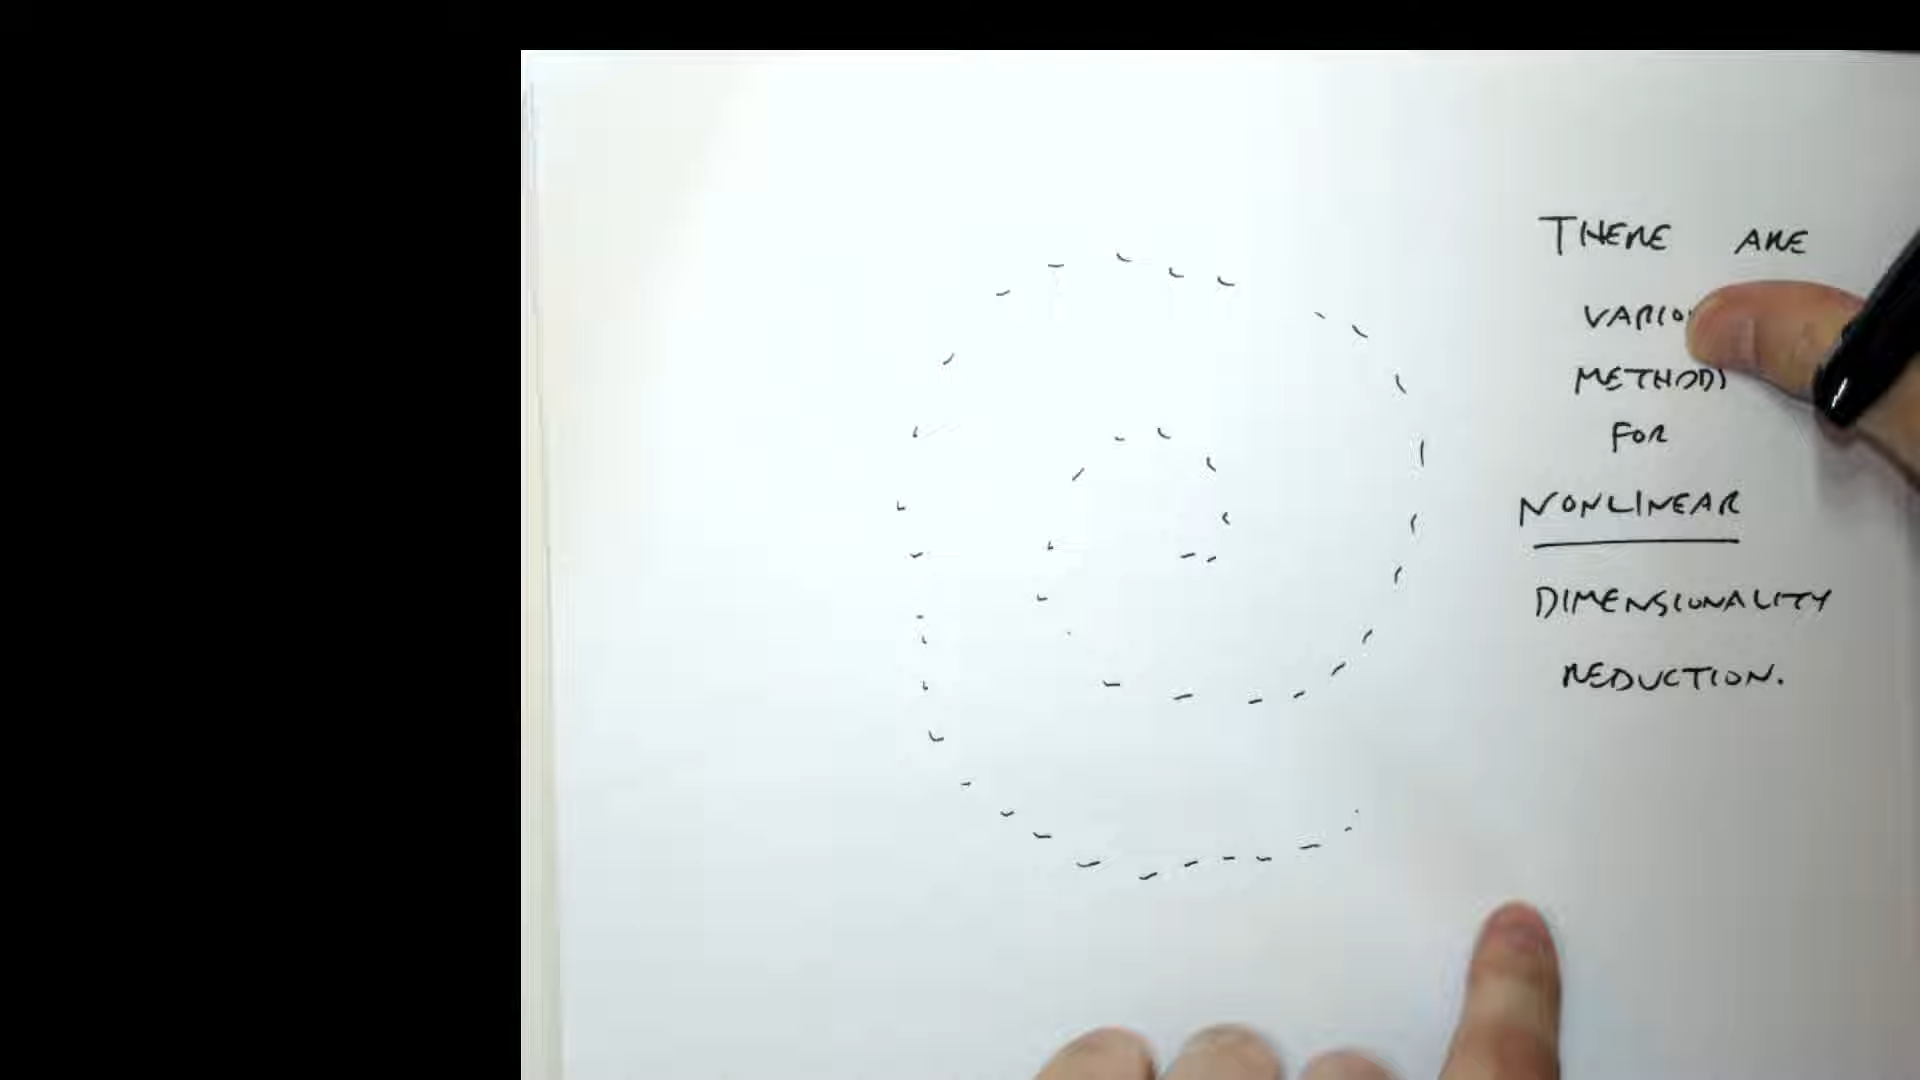 THERE ARE
METHODS
FOR
NONLINEAR
DIMENSIONALITY
REDUCTION.